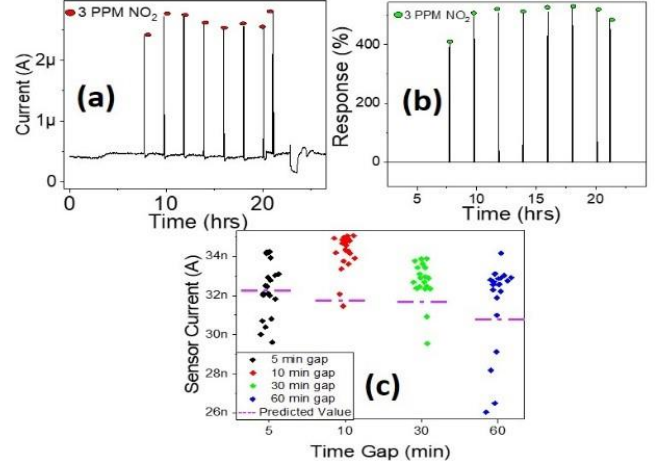 3 PPM NO₂
(a)
Current (A)
2µ
1µ
0
0 10 20
Time (hrs)
3 PPM NO₂
(b)
Response (%)
400
200
0
5 10 15 20
Time (hrs)
Sensor Current (A)
34n
32n
30n
28n
26n
5 min gap
10 min gap
30 min gap
60 min gap
Predicted Value
(c)
5 10 30 60
Time Gap (min)